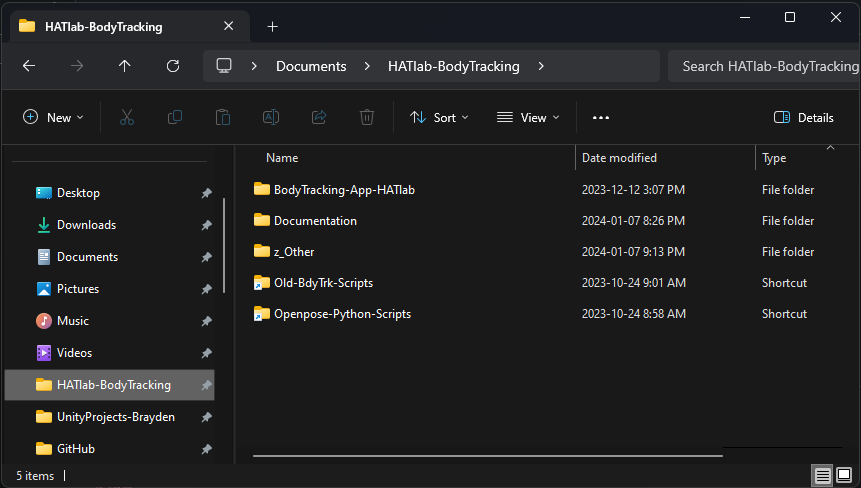 HATlab-BodyTracking
Documents HATlab-BodyTracking Search HATlab-BodyTracking
New Sort View Details
Name Date modified Type
Desktop
Downloads
Documents
Pictures
Music
Videos
HATlab-BodyTracking
UnityProjects-Brayden
GitHub
BodyTracking-App-HATlab 2023-12-12 3:07 PM File folder
Documentation 2024-01-07 8:26 PM File folder
z_Other 2024-01-07 9:13 PM File folder
Old-BdyTrk-Scripts 2023-10-24 9:01 AM Shortcut
Openpose-Python-Scripts 2023-10-24 8:58 AM Shortcut
5 items